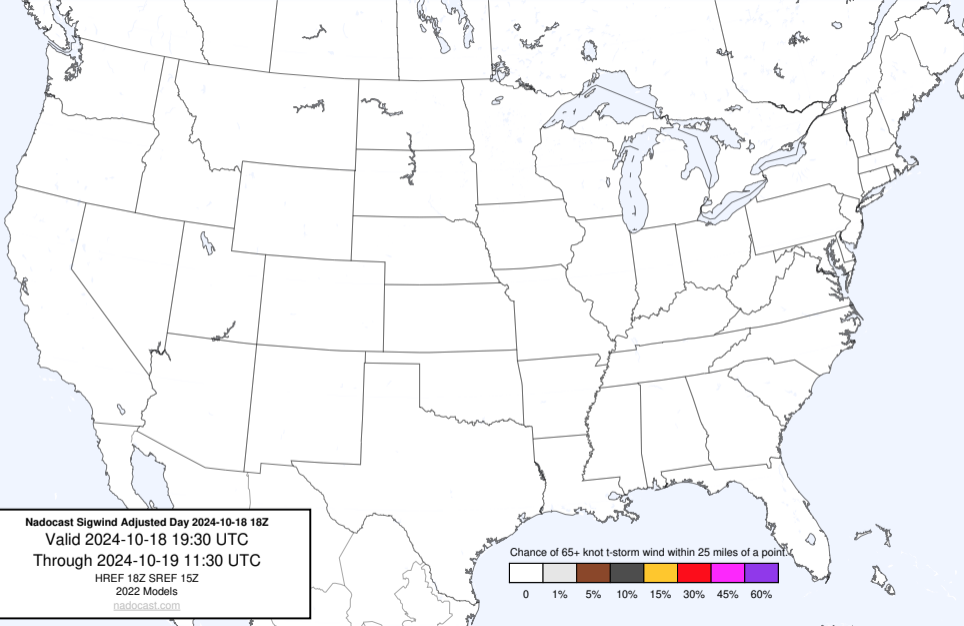 Nadocast Sigwind Adjusted Day 2024-10-18 18Z
Valid 2024-10-18 19:30 UTC
Through 2024-10-19 11:30 UTC
HREF 18Z SREF 15Z
2022 Models
nadocast.com
Chance of 65+ knot t-storm wind within 25 miles of a point.
0 1% 5% 10% 15% 30% 45% 60%